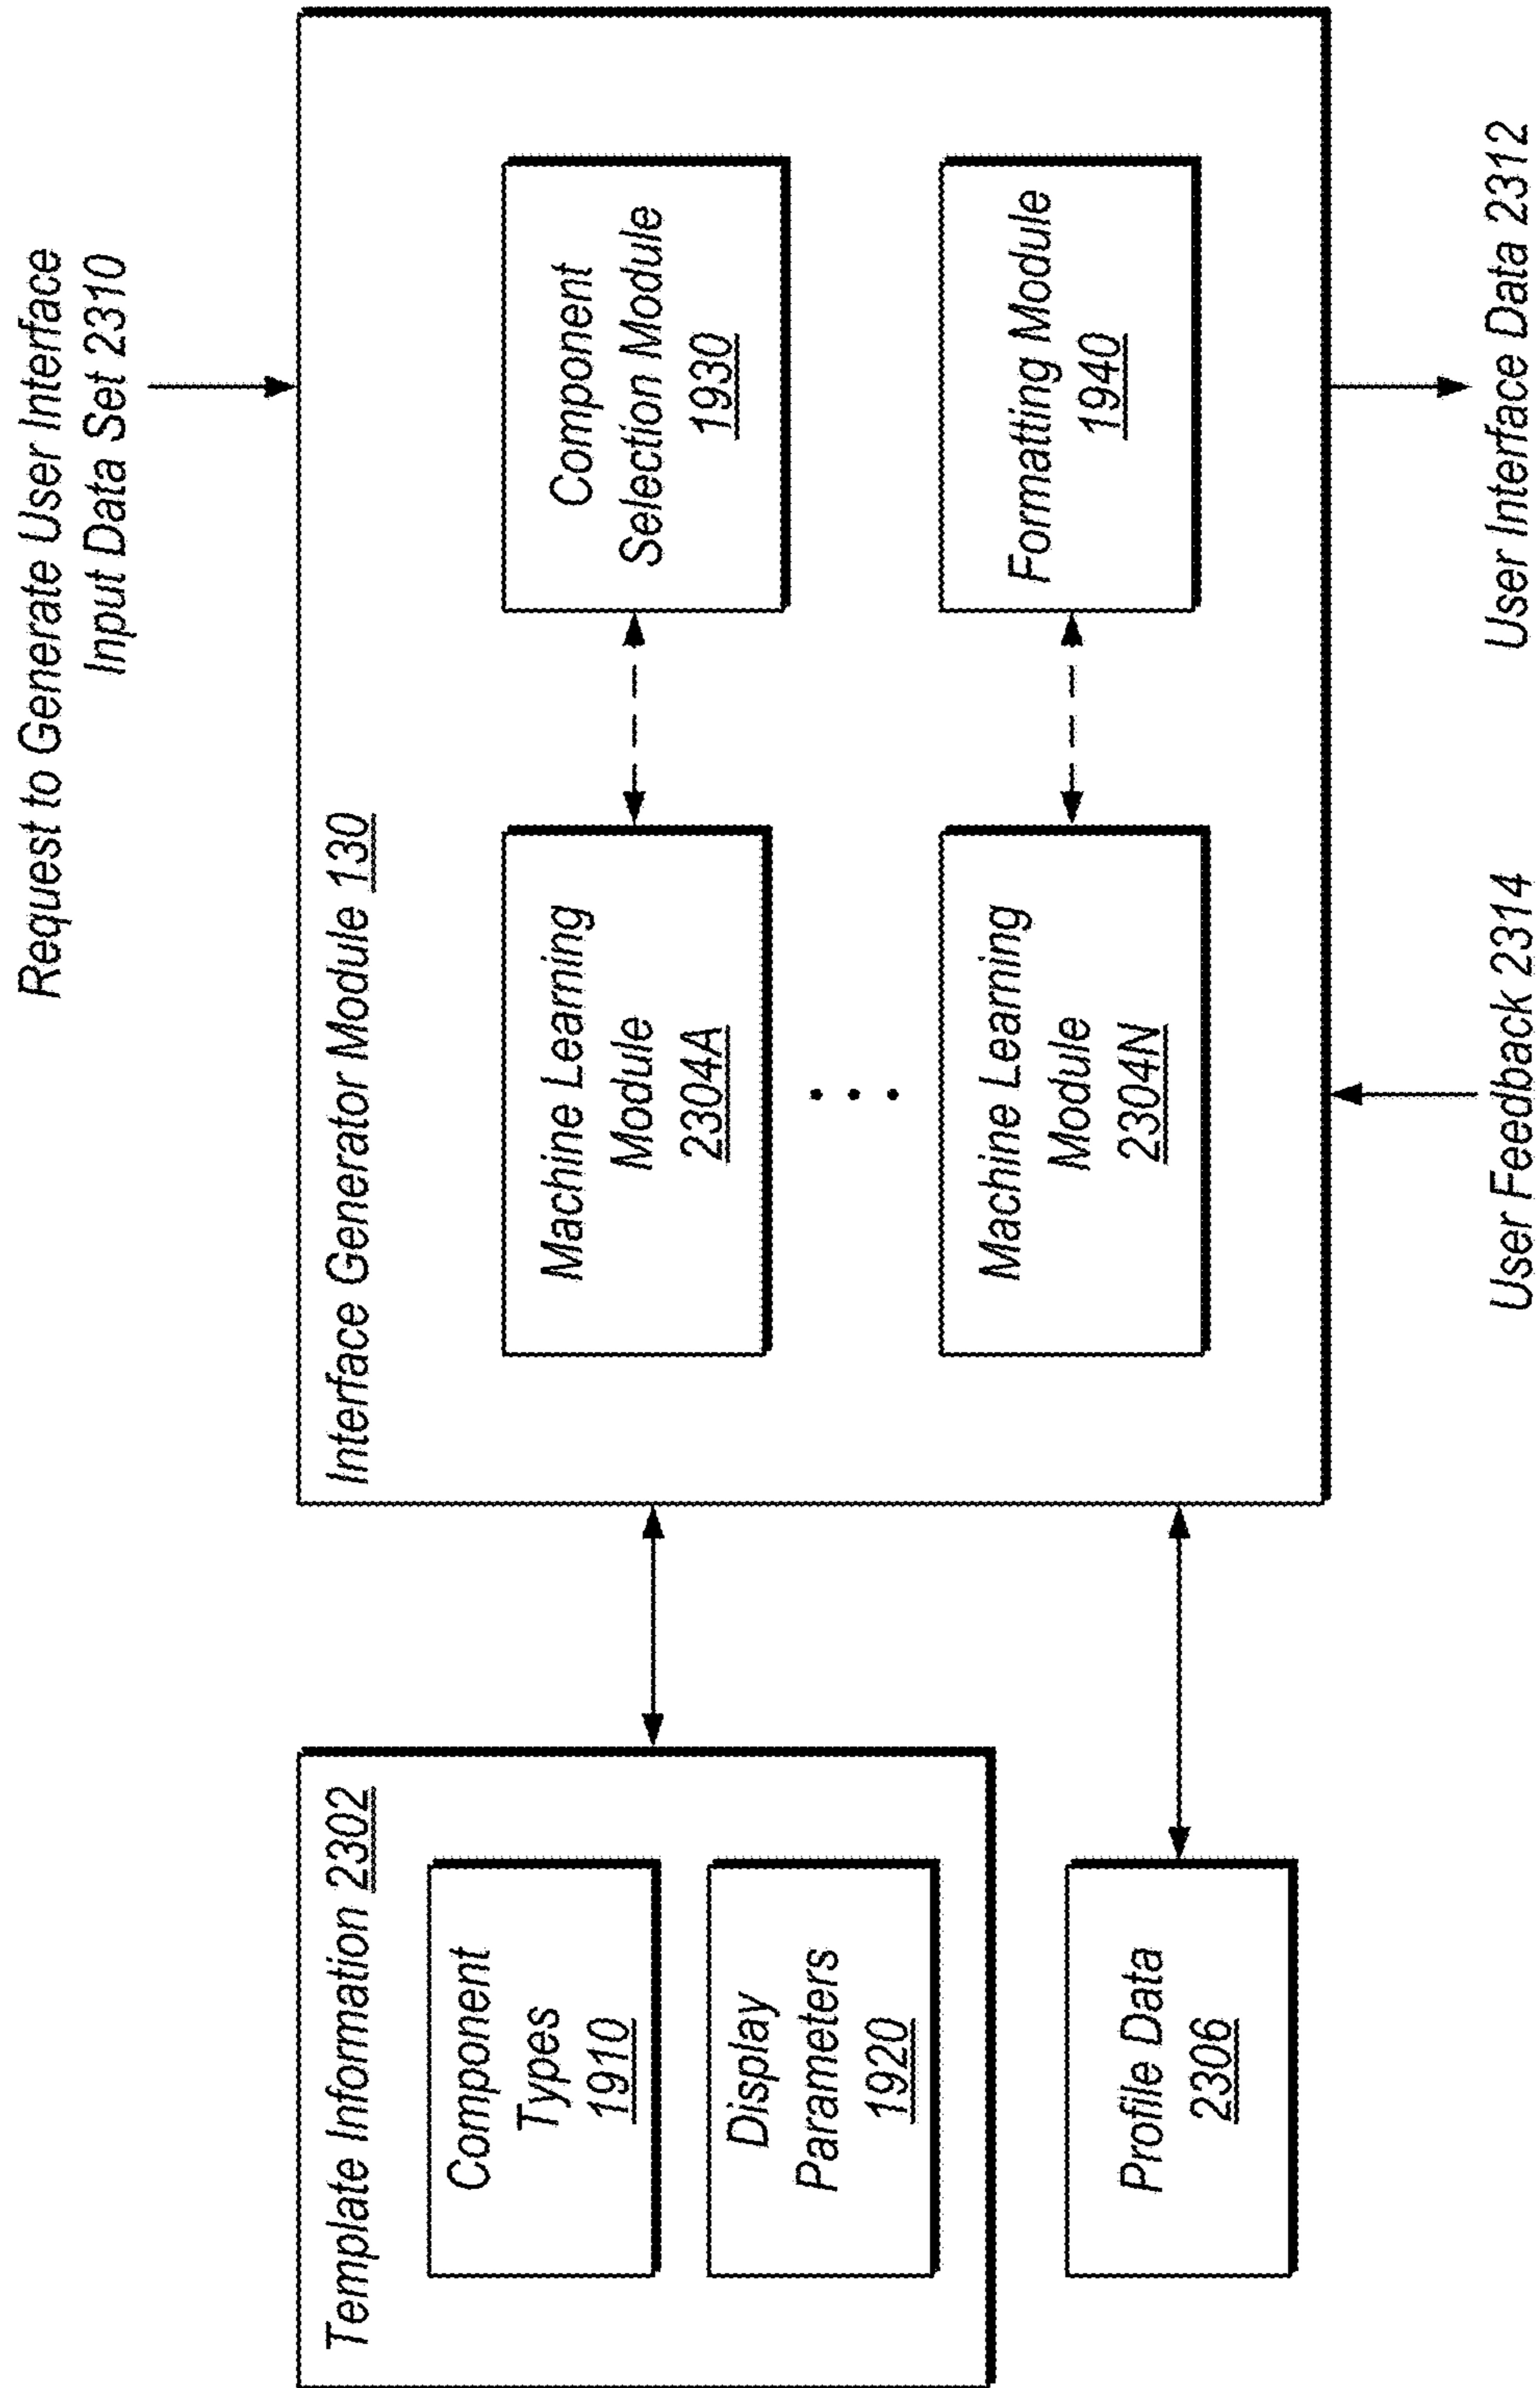 Request to Generate User Interface
Input Data Set 2310
Template Information 2302
Component
Types
1910
Display
Parameters
1920
Profile Data
2306
Interface Generator Module 130
Machine Learning
Module
2304A
Component
Selection Module
1930
Machine Learning
Module
2304N
Formatting Module
1940
User Feedback 2314
User Interface Data 2312